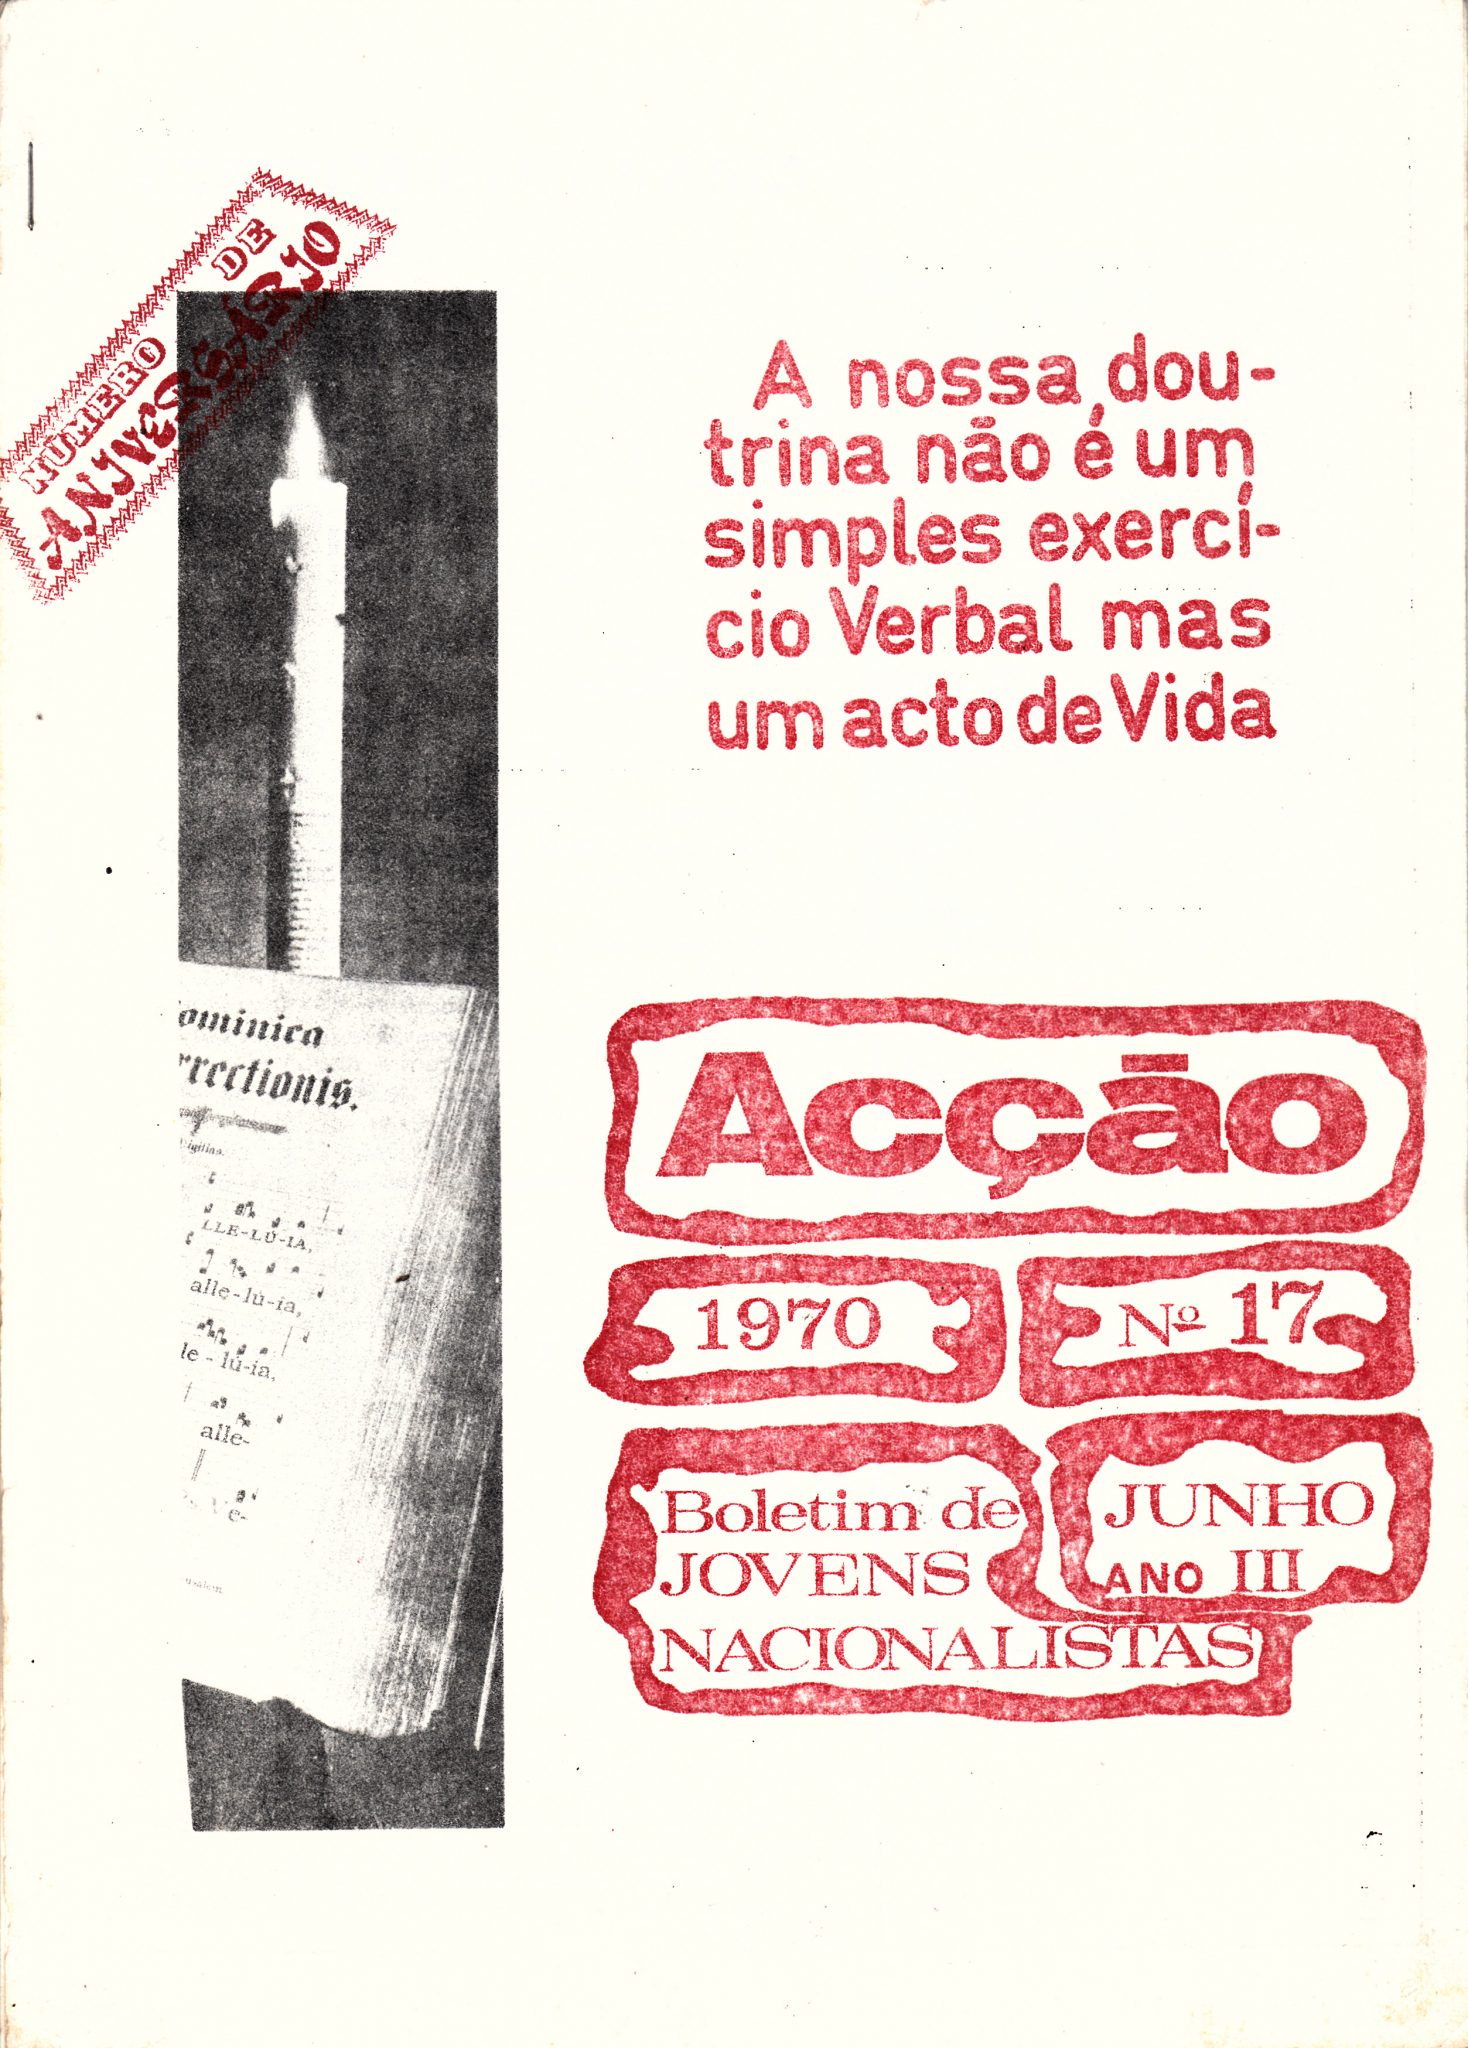 NUMERO DE
ANIVERSÁRIO
A nossa dou-
trina não é um
simples exercí-
cio Verbal mas
um acto de Vida
ominica
rrectionis.
LLE-LÚ-IA,
alle-lú-ia,
le-lú-ia,
alle-
Acção
1970
Nº 17
Boletim de
JOVENS
NACIONALISTAS
JUNHO
ANO III